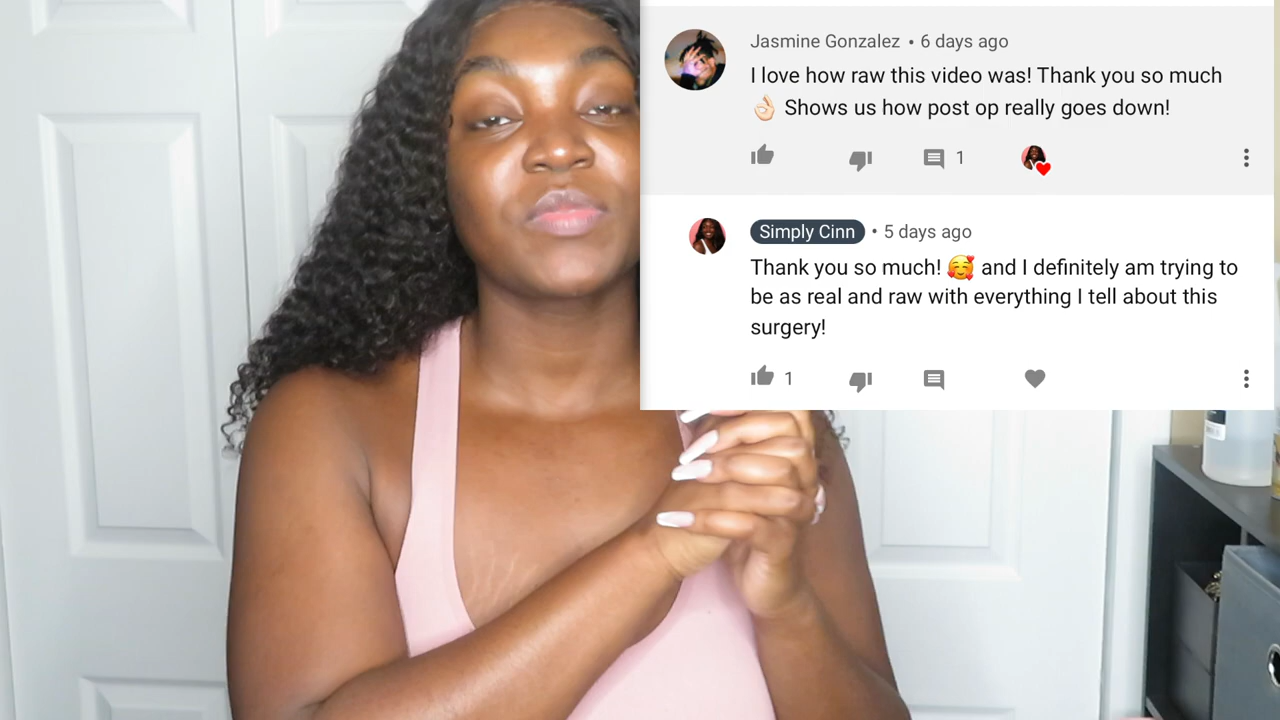 Jasmine Gonzalez • 6 days ago
I love how raw this video was! Thank you so much
👌🏻 Shows us how post op really goes down!
1
Simply Cinn • 5 days ago
Thank you so much! 🥰 and I definitely am trying to
be as real and raw with everything I tell about this
surgery!
1